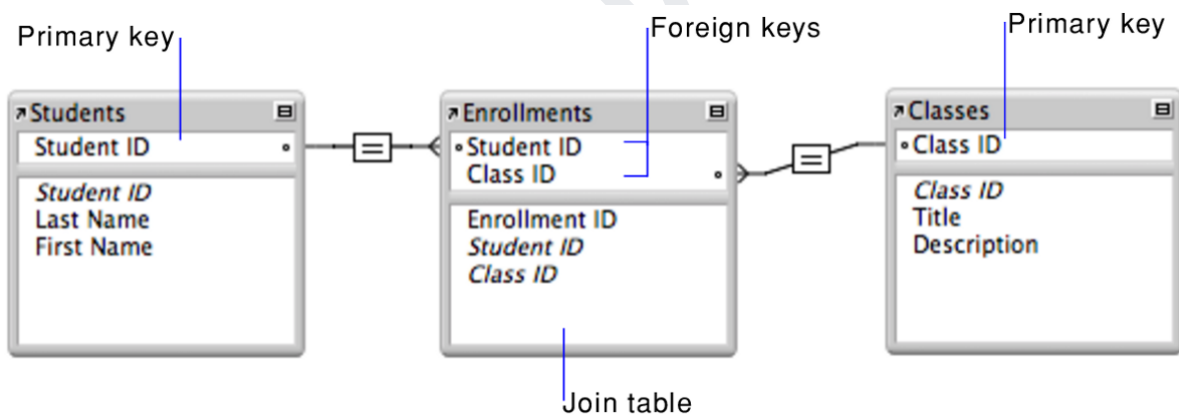 Primary key
Foreign keys
Primary key
Students
Student ID
Student ID
Last Name
First Name
Enrollments
Student ID
Class ID
Enrollment ID
Student ID
Class ID
Classes
Class ID
Class ID
Title
Description
Join table